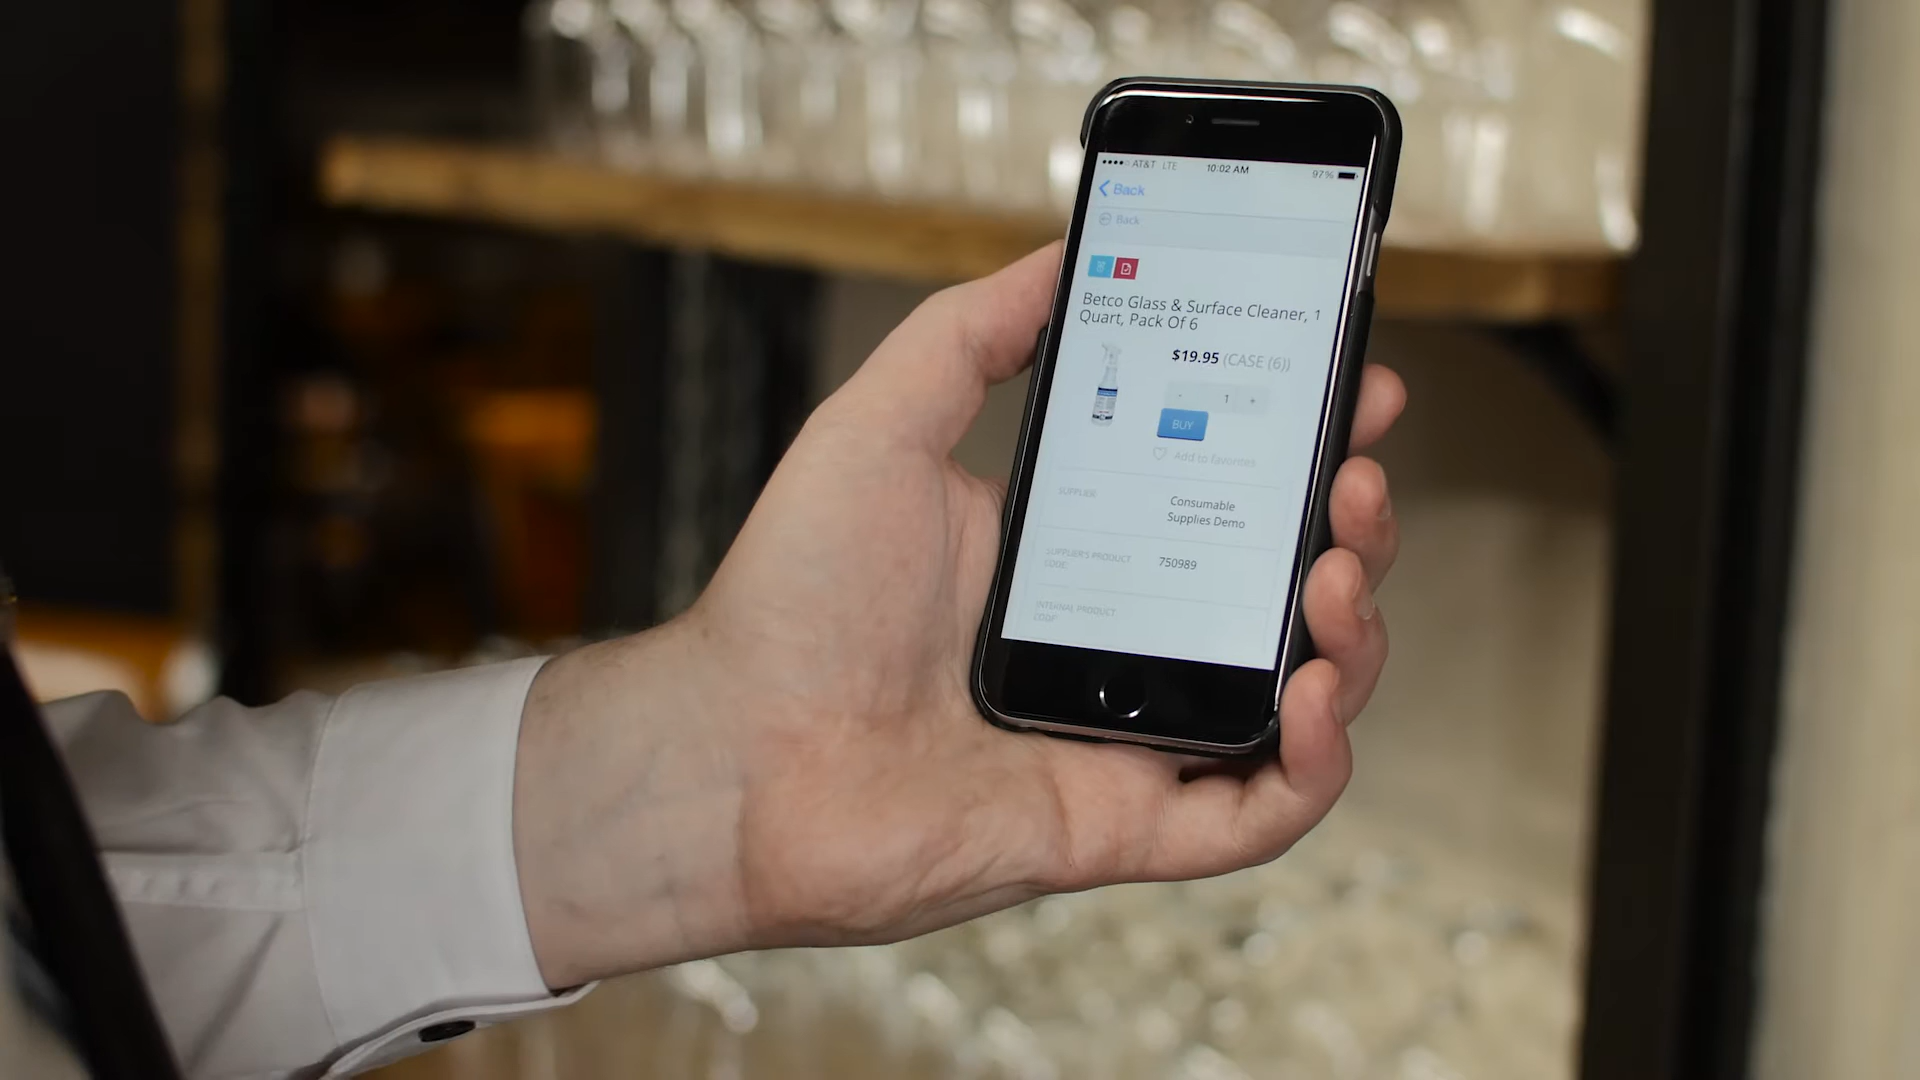 AT&T LTE 10:02 AM 97%
Back
Back
Betco Glass & Surface Cleaner, 1
Quart, Pack Of 6
$19.95 (CASE (6))
- 1 +
BUY
Add to favorites
SUPPLIER
Consumable
Supplies Demo
SUPPLIER'S PRODUCT
CODE
750989
INTERNAL PRODUCT
CODE